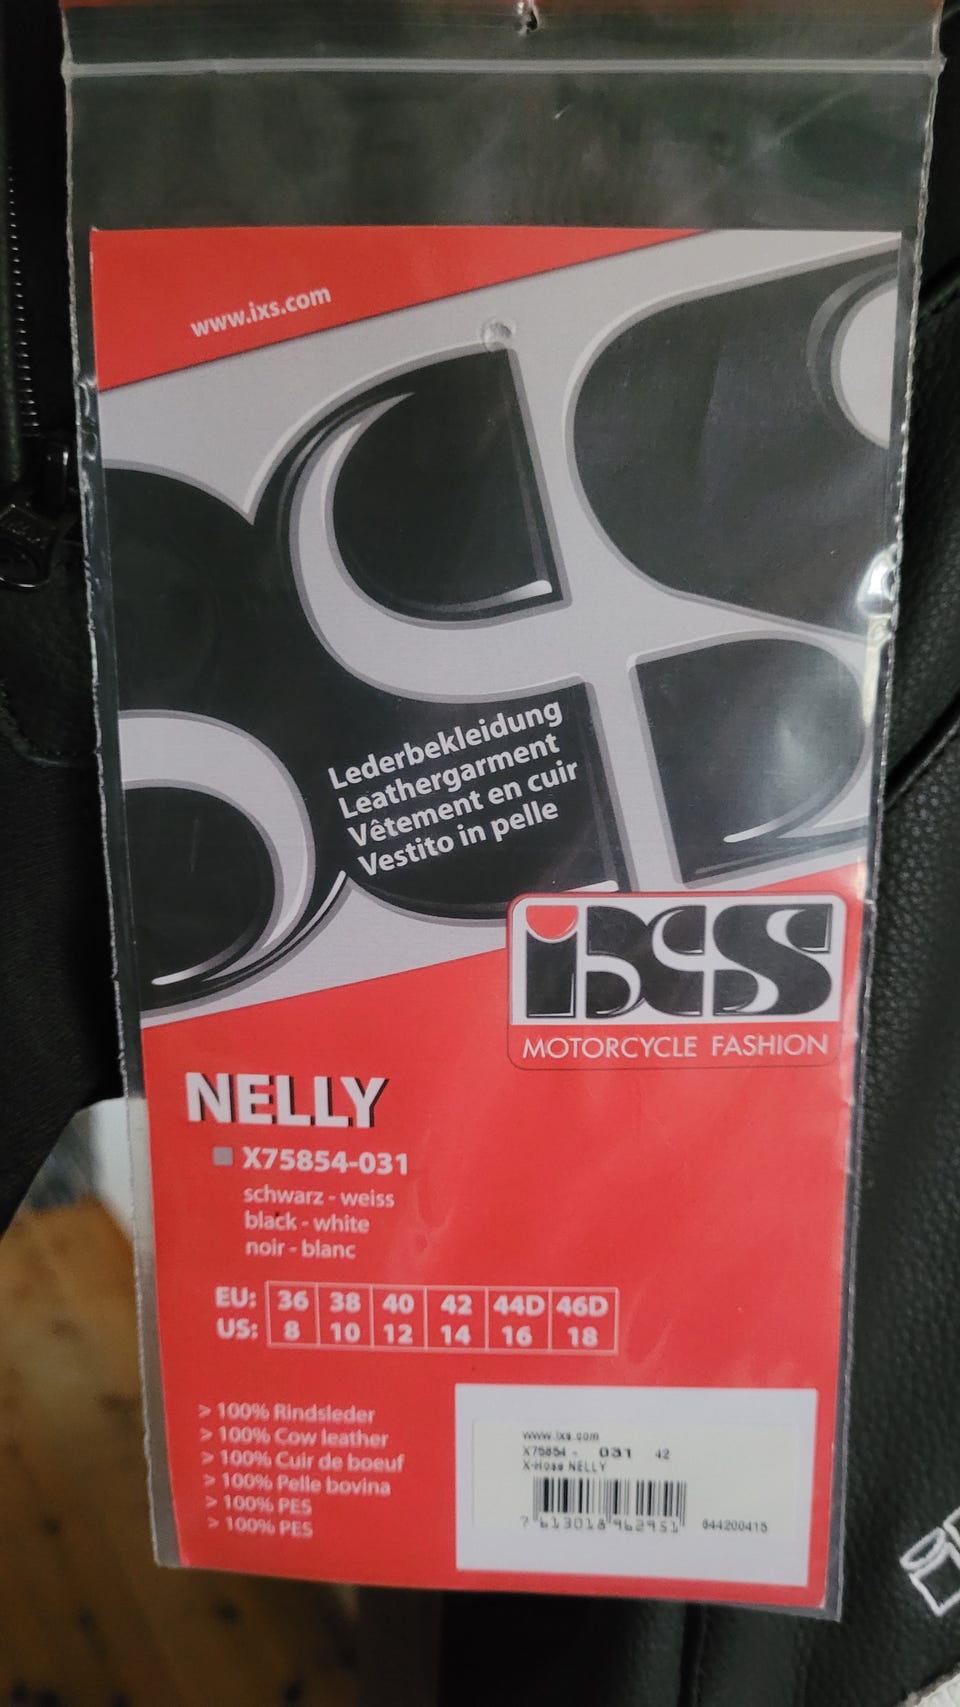 www.ixs.com
Lederbekleidung
Leathergarment
Vêtement en cuir
Vestito in pelle
iXS
MOTORCYCLE FASHION
NELLY
X75854-031
schwarz - weiss
black - white
noir - blanc
EU: 36 38 40 42 44D 46D
US: 8 10 12 14 16 18
> 100% Rindsleder
> 100% Cow leather
> 100% Cuir de boeuf
> 100% Pelle bovina
> 100% PES
> 100% PES
www.ixs.com
X75854 - 031 42
X-Hose NELLY
7 613018 962951 844200415